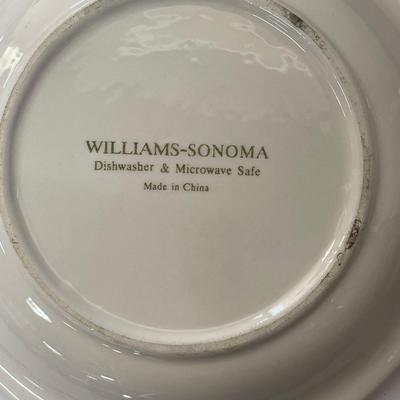 WILLIAMS-SONOMA
Dishwasher & Microwave Safe
Made in China